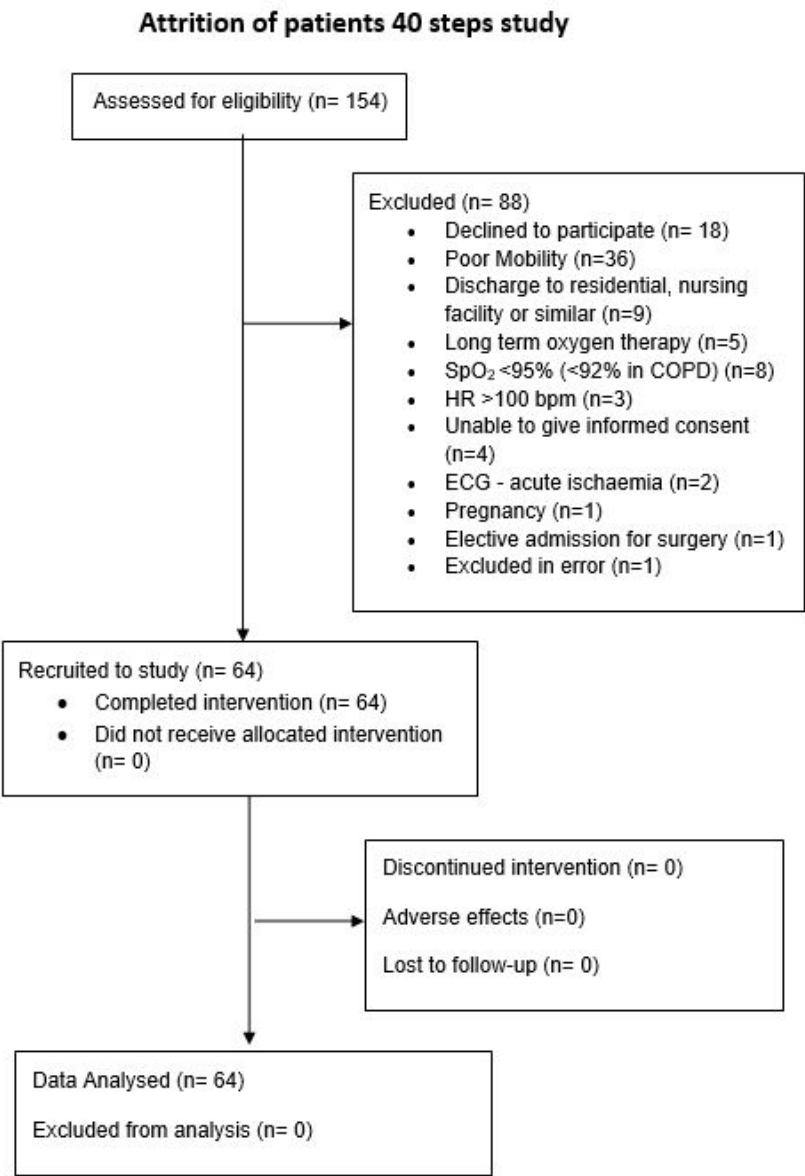 Attrition of patients 40 steps study
Assessed for eligibility (n= 154)
Excluded (n= 88)
• Declined to participate (n= 18)
• Poor Mobility (n=36)
• Discharge to residential, nursing
facility or similar (n=9)
• Long term oxygen therapy (n=5)
• SpO₂ <95% (<92% in COPD) (n=8)
• HR >100 bpm (n=3)
• Unable to give informed consent
(n=4)
• ECG - acute ischaemia (n=2)
• Pregnancy (n=1)
• Elective admission for surgery (n=1)
• Excluded in error (n=1)
Recruited to study (n= 64)
• Completed intervention (n= 64)
• Did not receive allocated intervention
(n= 0)
Discontinued intervention (n= 0)
Adverse effects (n=0)
Lost to follow-up (n= 0)
Data Analysed (n= 64)
Excluded from analysis (n= 0)